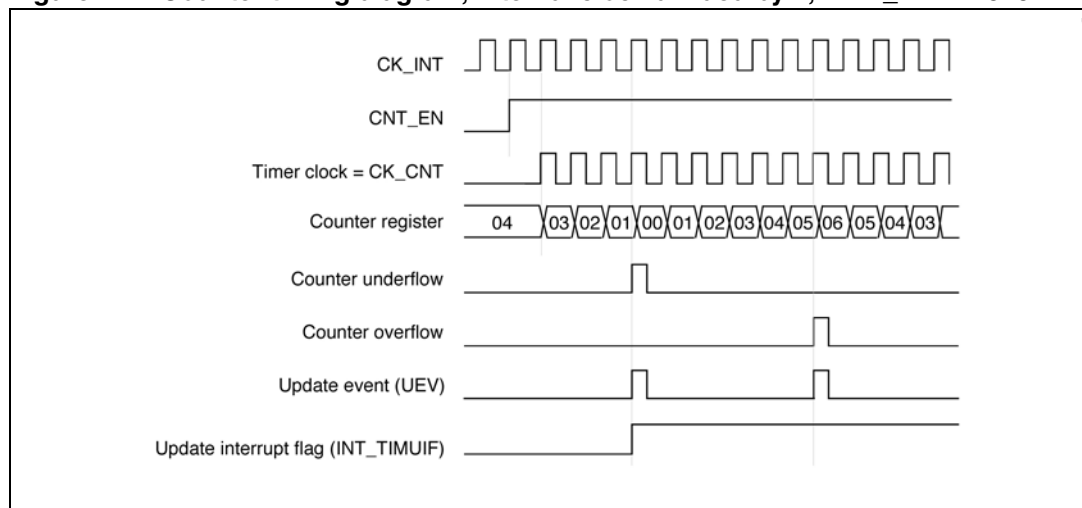 CK_INT
CNT_EN
Timer clock = CK_CNT
Counter register 04 03 02 01 00 01 02 03 04 05 06 05 04 03
Counter underflow
Counter overflow
Update event (UEV)
Update interrupt flag (INT_TIMUIF)